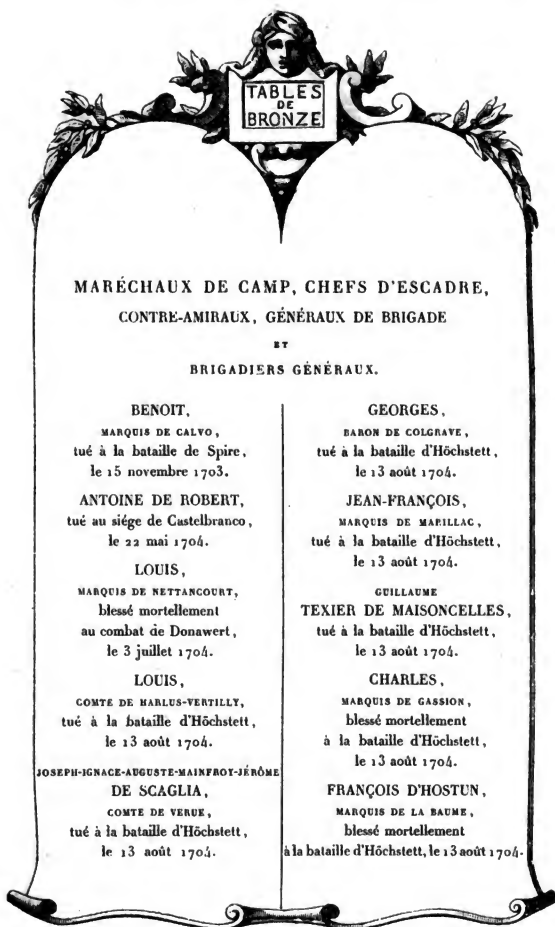 TABLES
DE
BRONZE
MARÉCHAUX DE CAMP, CHEFS D'ESCADRE,
CONTRE-AMIRAUX, GÉNÉRAUX DE BRIGADE
ET
BRIGADIERS GÉNÉRAUX.
BENOIT,
MARQUIS DE CALVO,
tué à la bataille de Spire,
le 15 novembre 1703.
ANTOINE DE ROBERT,
tué au siége de Castelbranco,
le 22 mai 1704.
LOUIS,
MARQUIS DE NETTANCOURT,
blessé mortellement
au combat de Donawert,
le 3 juillet 1704.
LOUIS,
COMTE DE HARLUS-VERTILLY,
tué à la bataille d'Höchstett,
le 13 août 1704.
JOSEPH-IGNACE-AUGUSTE-MAINFROY-JÉRÔME
DE SCAGLIA,
COMTE DE VERUE,
tué à la bataille d'Höchstett,
le 13 août 1704.
GEORGES,
BARON DE COLGRAVE,
tué à la bataille d'Höchstett,
le 13 août 1704.
JEAN-FRANÇOIS,
MARQUIS DE MARILLAC,
tué à la bataille d'Höchstett,
le 13 août 1704.
GUILLAUME
TEXIER DE MAISONCELLES,
tué à la bataille d'Höchstett,
le 13 août 1704.
CHARLES,
MARQUIS DE GASSION,
blessé mortellement
à la bataille d'Höchstett,
le 13 août 1704.
FRANÇOIS D'HOSTUN,
MARQUIS DE LA BAUME,
blessé mortellement
à la bataille d'Höchstett, le 13 août 1704.